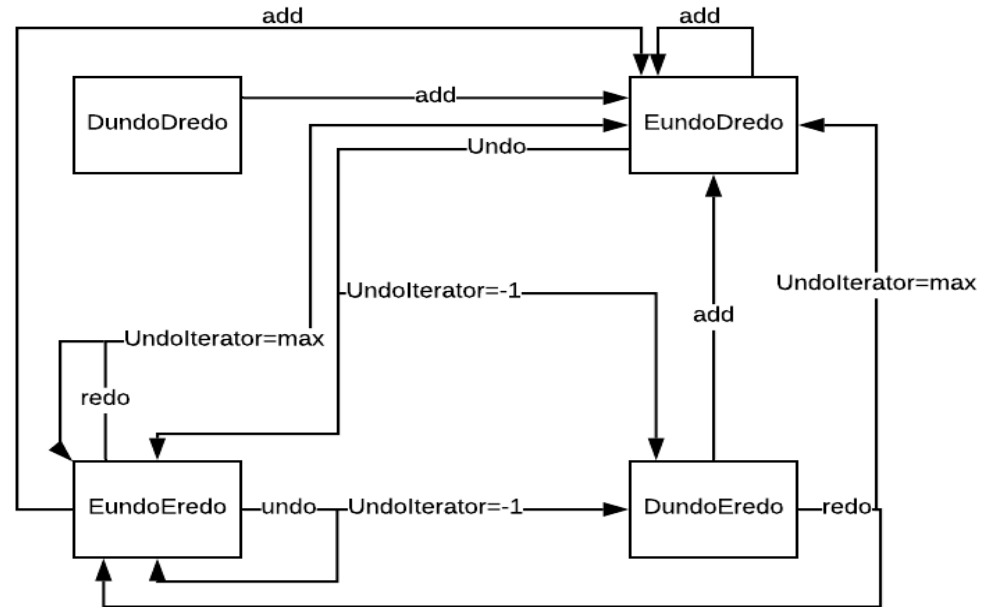 add
add
DundoDredo
add
EundoDredo
Undo
UndoIterator=max
UndoIterator=-1
add
UndoIterator=max
redo
EundoEredo
undo
UndoIterator=-1
DundoEredo
redo